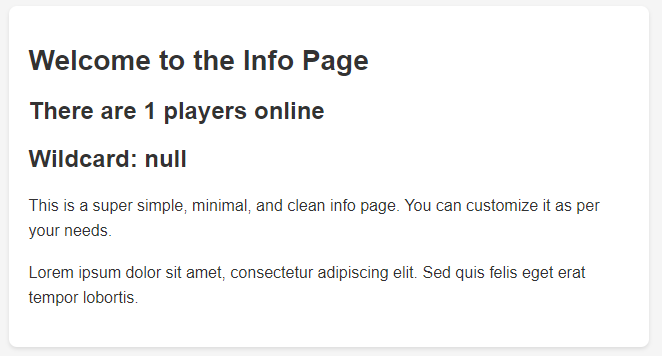 Welcome to the Info Page
There are 1 players online
Wildcard: null
This is a super simple, minimal, and clean info page. You can customize it as per
your needs.
Lorem ipsum dolor sit amet, consectetur adipiscing elit. Sed quis felis eget erat
tempor lobortis.